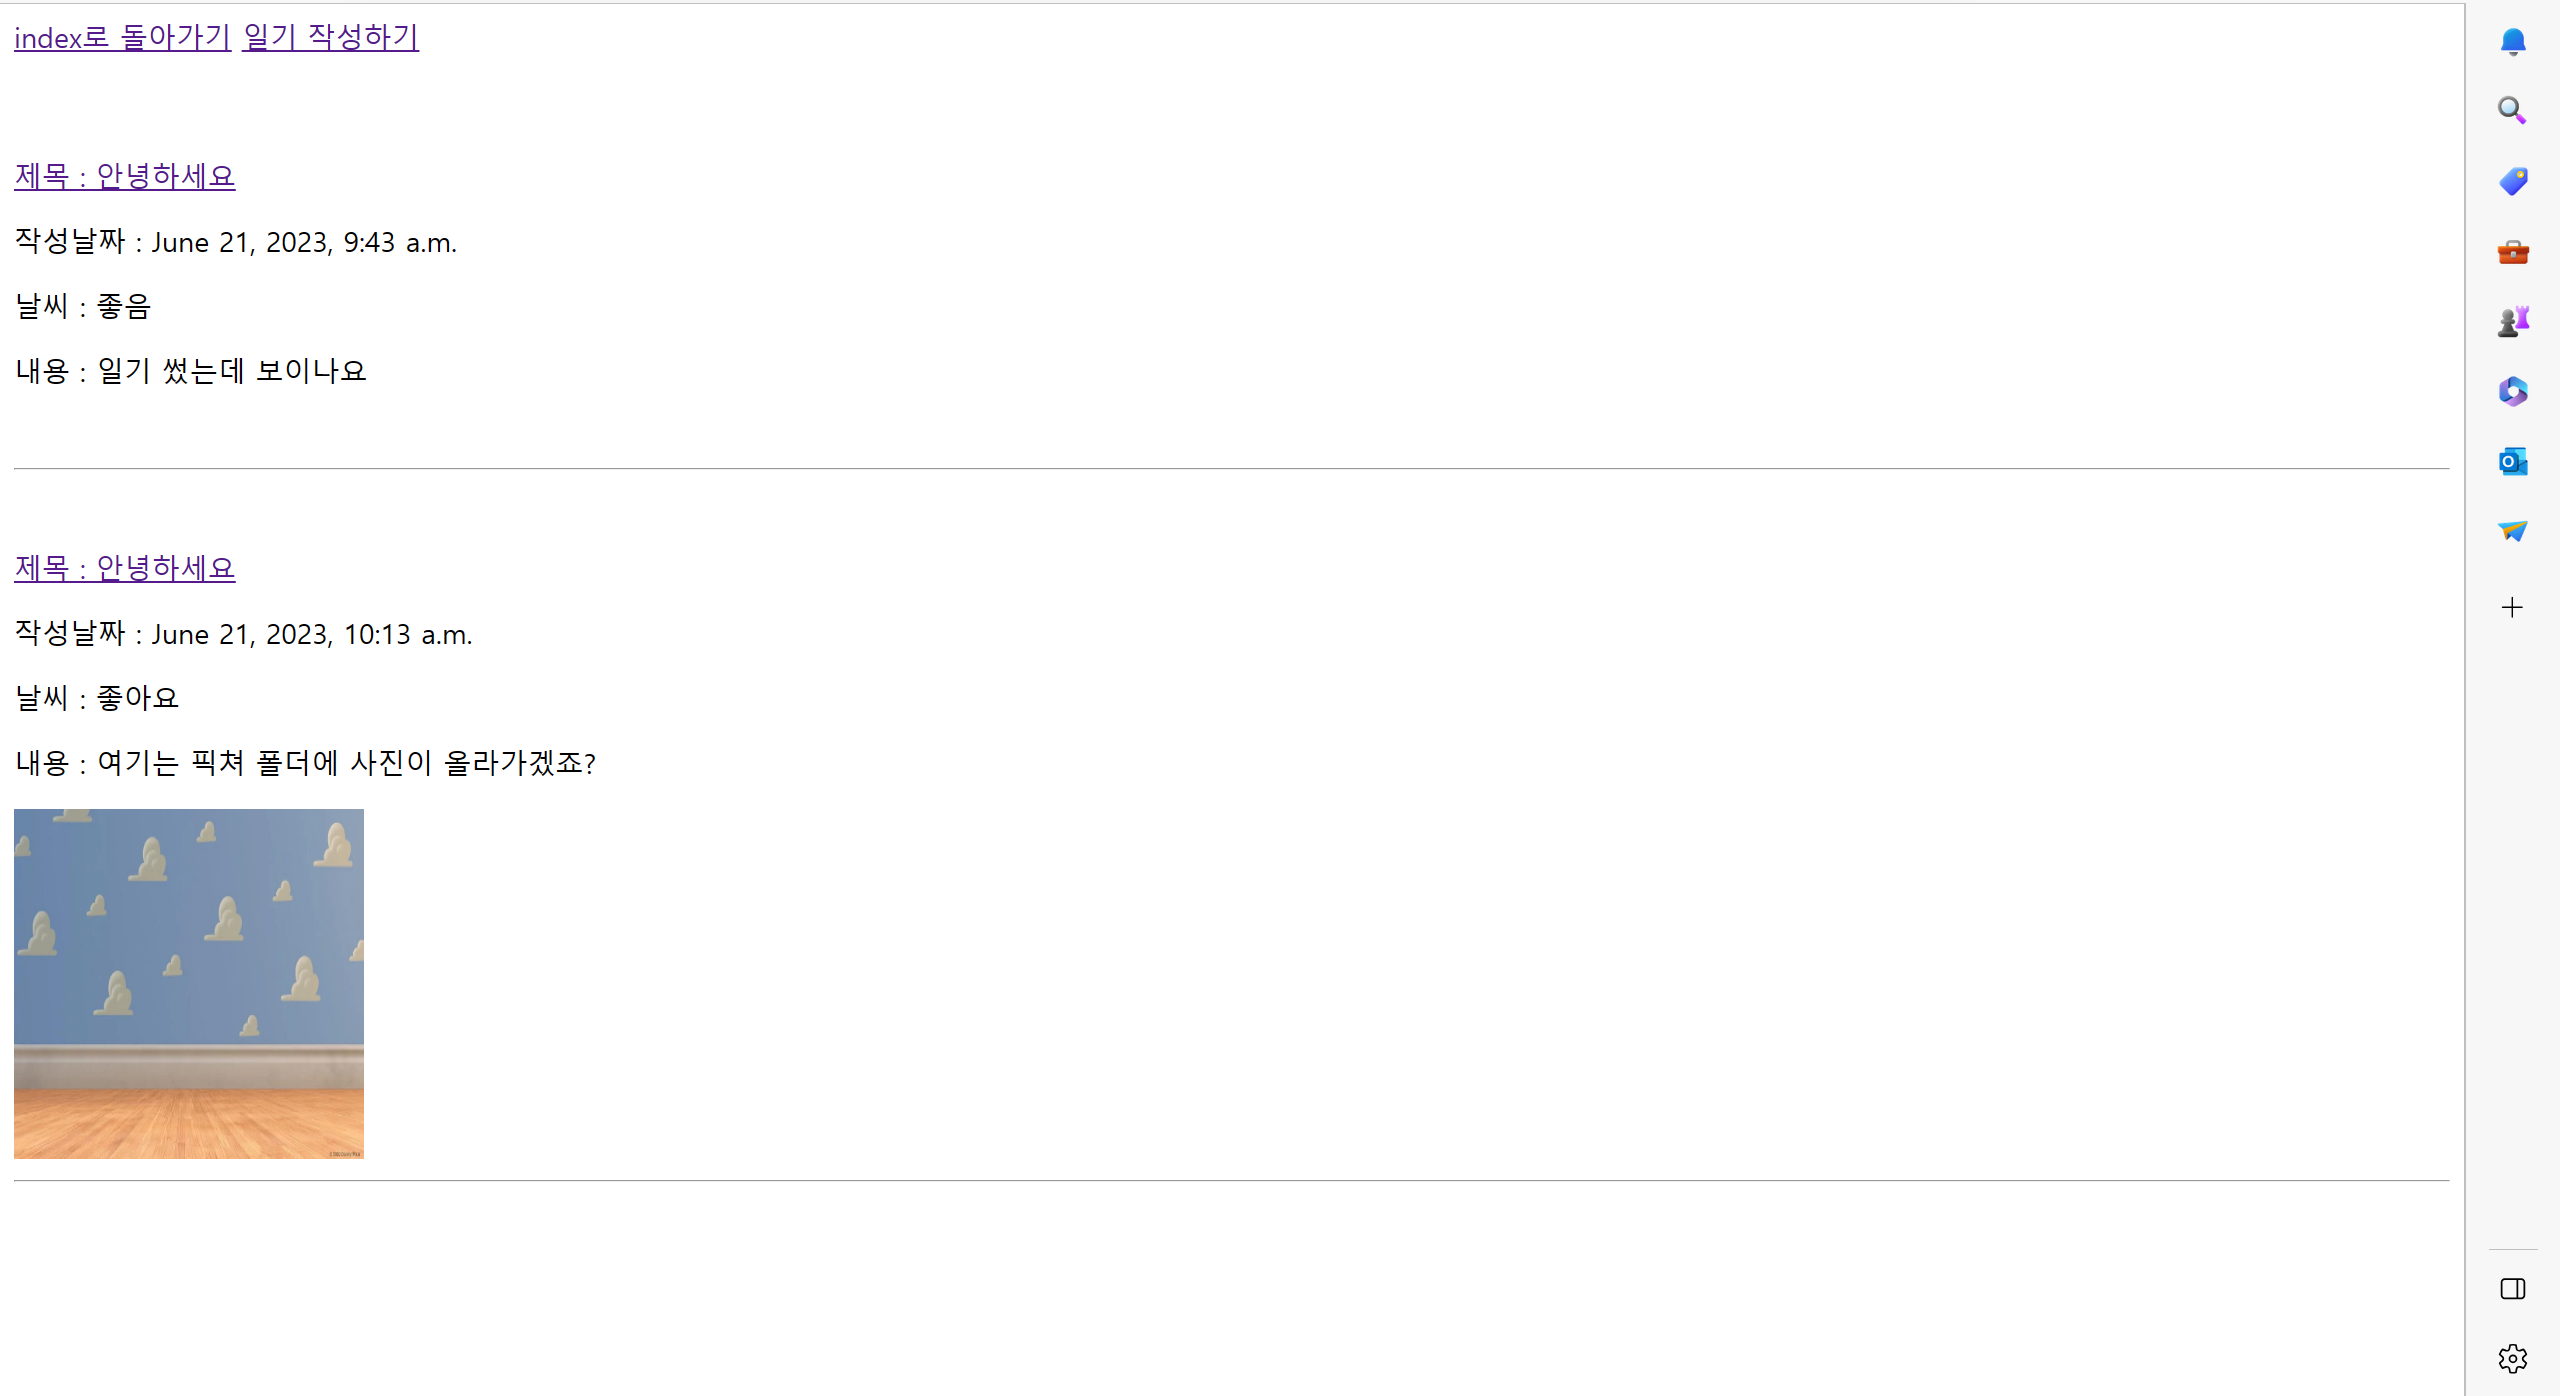 index로 돌아가기 일기 작성하기
제목 : 안녕하세요
작성날짜 : June 21, 2023, 9:43 a.m.
날씨 : 좋음
내용 : 일기 썼는데 보이나요
제목 : 안녕하세요
작성날짜 : June 21, 2023, 10:13 a.m.
날씨 : 좋아요
내용 : 여기는 픽쳐 폴더에 사진이 올라가겠죠?